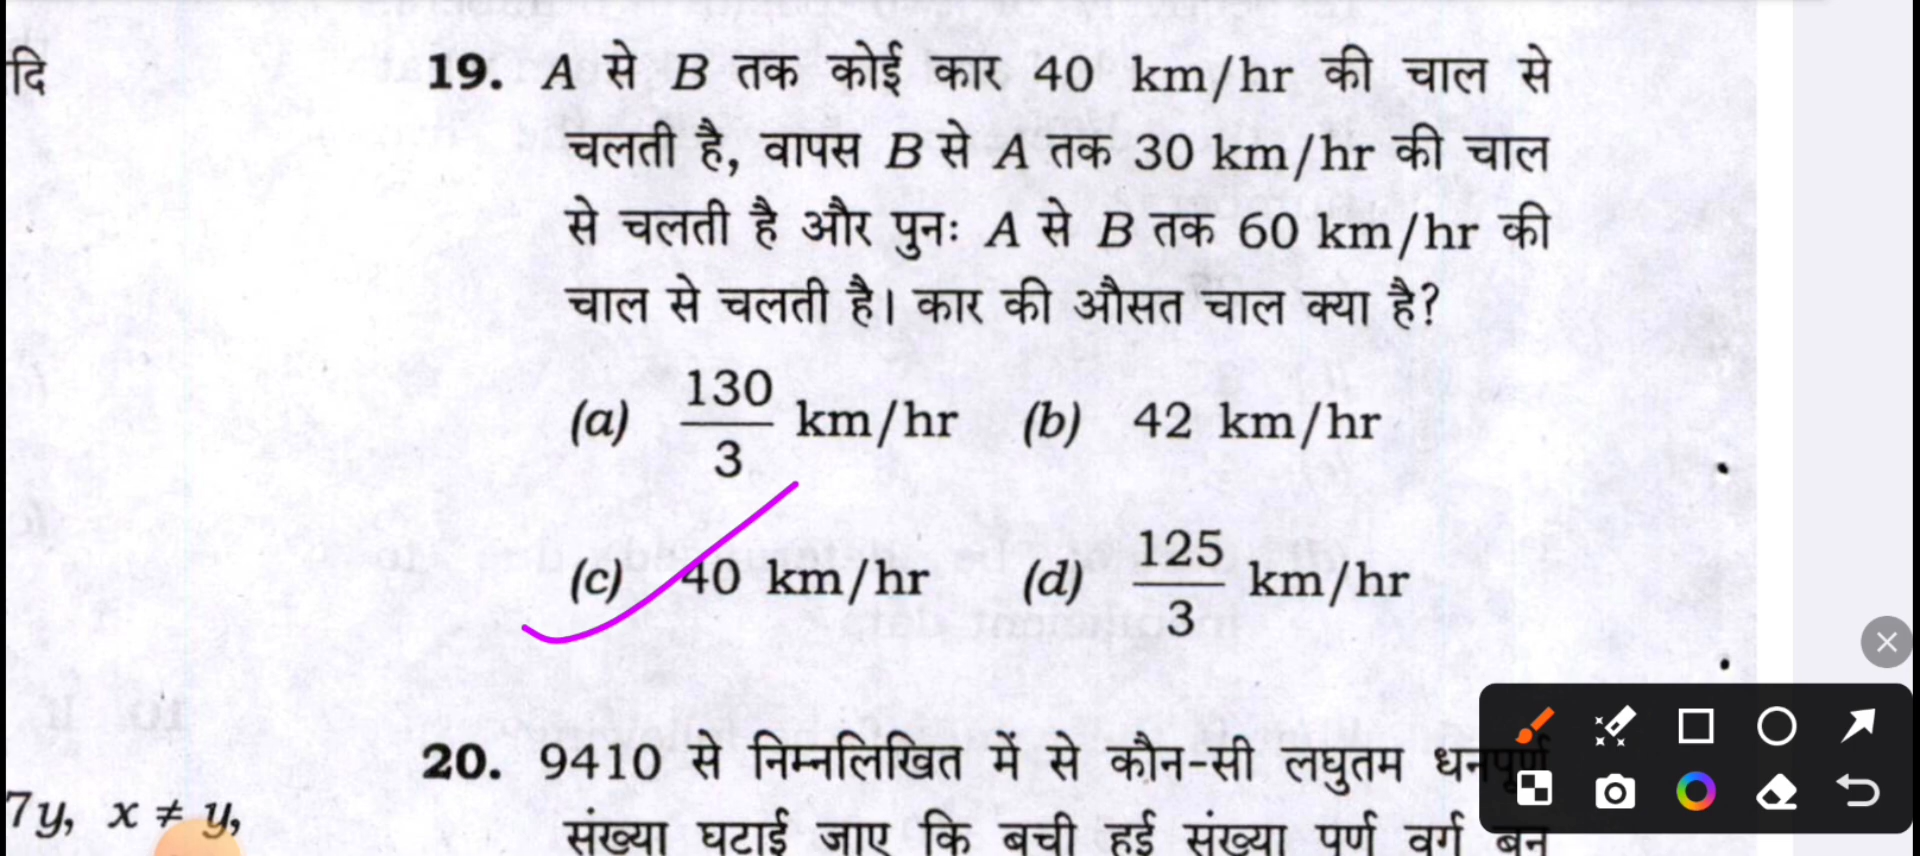 दि
19. A से B तक कोई कार 40 km/hr की चाल से
चलती है, वापस B से A तक 30 km/hr की चाल
से चलती है और पुनः A से B तक 60 km/hr की
चाल से चलती है। कार की औसत चाल क्या है?
(a) 130/3 km/hr (b) 42 km/hr
(c) 40 km/hr (d) 125/3 km/hr
20. 9410 से निम्नलिखित में से कौन-सी लघुतम धनपूर्ण
7y, x ≠ y,
संख्या घटाई जाए कि बची हुई संख्या पूर्ण वर्ग बन